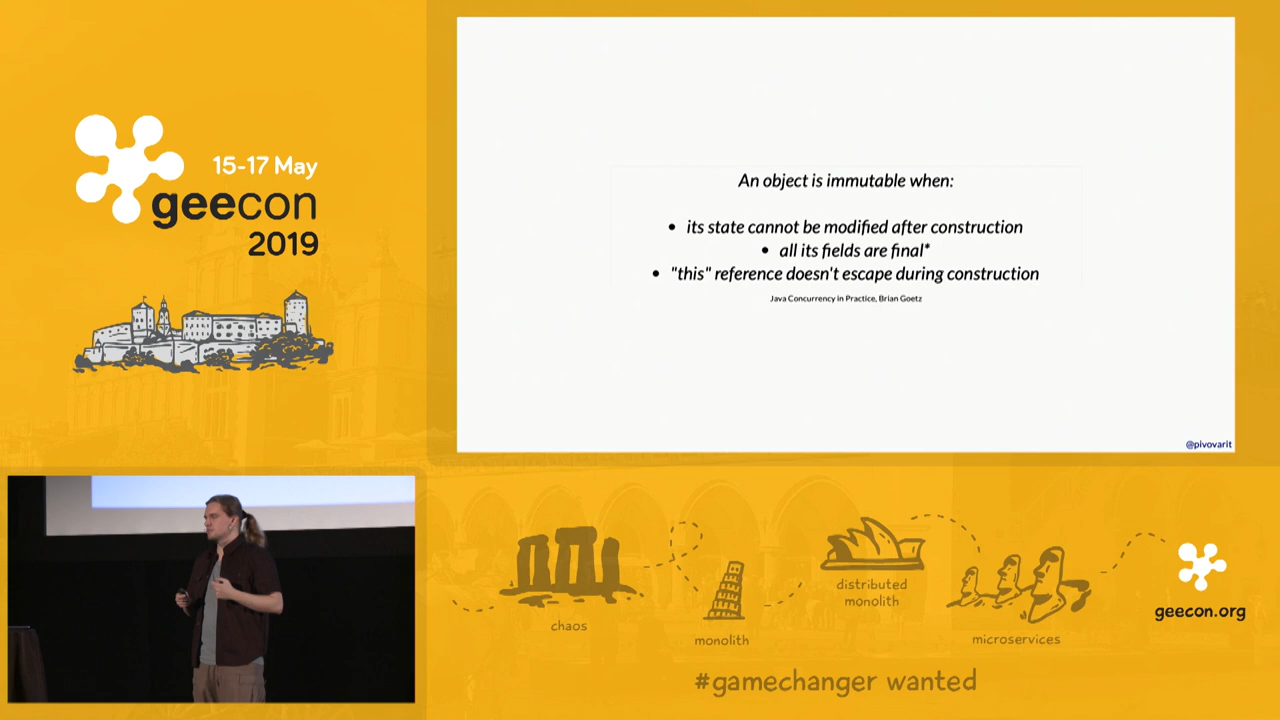 15-17 May
geecon
2019
An object is immutable when:
• its state cannot be modified after construction
• all its fields are final*
• "this" reference doesn't escape during construction
Java Concurrency in Practice, Brian Goetz
@pivovarit
chaos
monolith
distributed
monolith
microservices
geecon.org
#gamechanger wanted